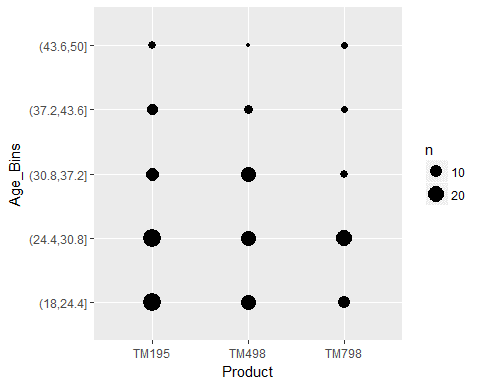 (43.6,50]
(37.2,43.6]
(30.8,37.2]
(24.4,30.8]
(18,24.4]
Age_Bins
TM195 TM498 TM798
Product
n
10
20